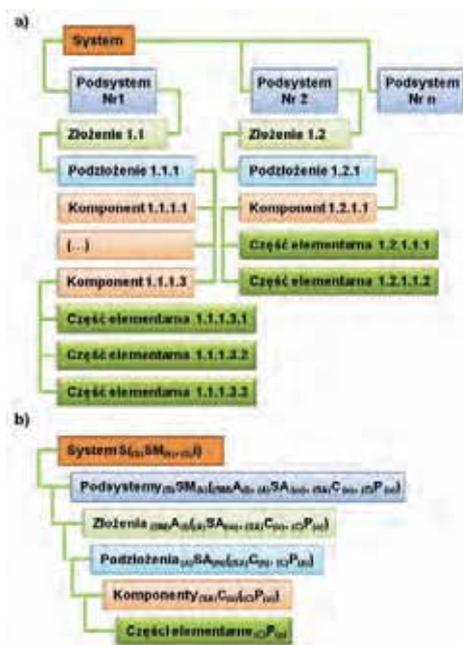 a)
System
Podsystem
Nr1
Podsystem
Nr 2
Podsystem
Nr n
Złożenie 1.1
Złożenie 1.2
Podzłożenie 1.1.1
Podzłożenie 1.2.1
Komponent 1.1.1.1
Komponent 1.2.1.1
(...)
Część elementarna 1.2.1.1.1
Komponent 1.1.1.3
Część elementarna 1.2.1.1.2
Część elementarna 1.1.1.3.1
Część elementarna 1.1.1.3.2
Część elementarna 1.1.1.3.3
b)
System
Podsystemy
Złożenia
Podzłożenia
Komponenty
Części elementarne